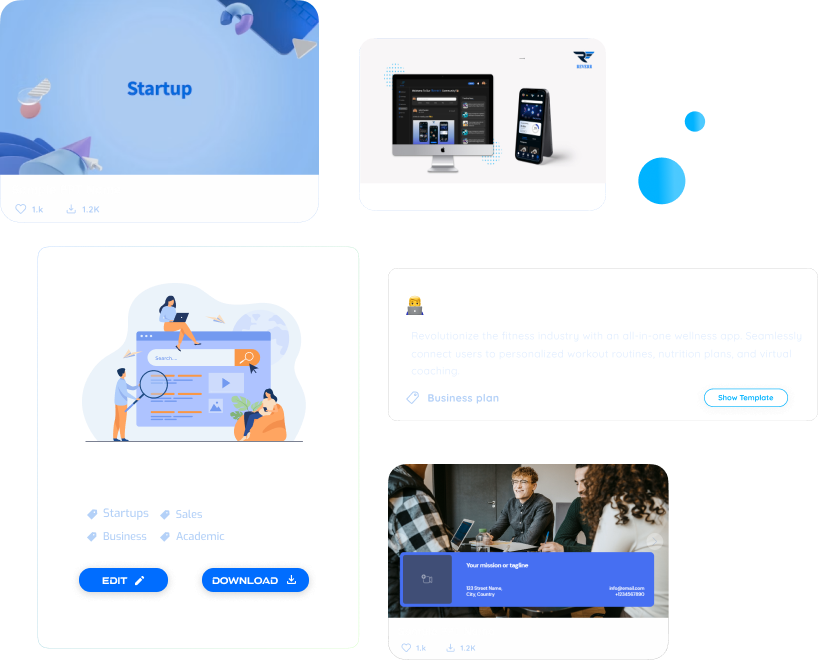 Startup
1.k 1.2K
REVERB
Search...
Startups Sales
Business Academic
EDIT DOWNLOAD
Revolutionize the fitness industry with an all-in-one wellness app. Seamlessly
connect users to personalized workout routines, nutrition plans, and virtual
coaching.
Business plan
Show Template
Your mission or tagline
123 Street Name,
City, Country
info@email.com
+1234567890
1.k 1.2K